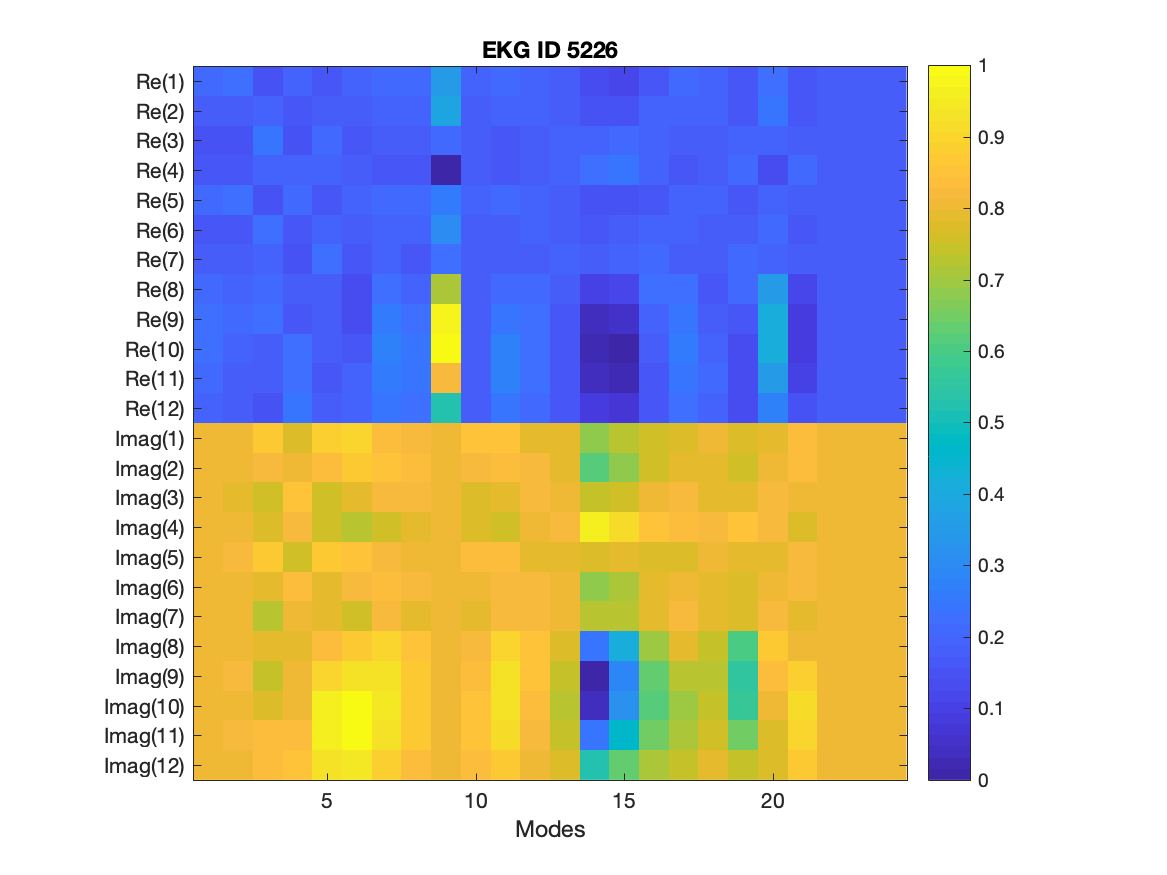 EKG ID 5226
Re(1)
Re(2)
Re(3)
Re(4)
Re(5)
Re(6)
Re(7)
Re(8)
Re(9)
Re(10)
Re(11)
Re(12)
Imag(1)
Imag(2)
Imag(3)
Imag(4)
Imag(5)
Imag(6)
Imag(7)
Imag(8)
Imag(9)
Imag(10)
Imag(11)
Imag(12)
5 10 15 20
Modes
1
0.9
0.8
0.7
0.6
0.5
0.4
0.3
0.2
0.1
0